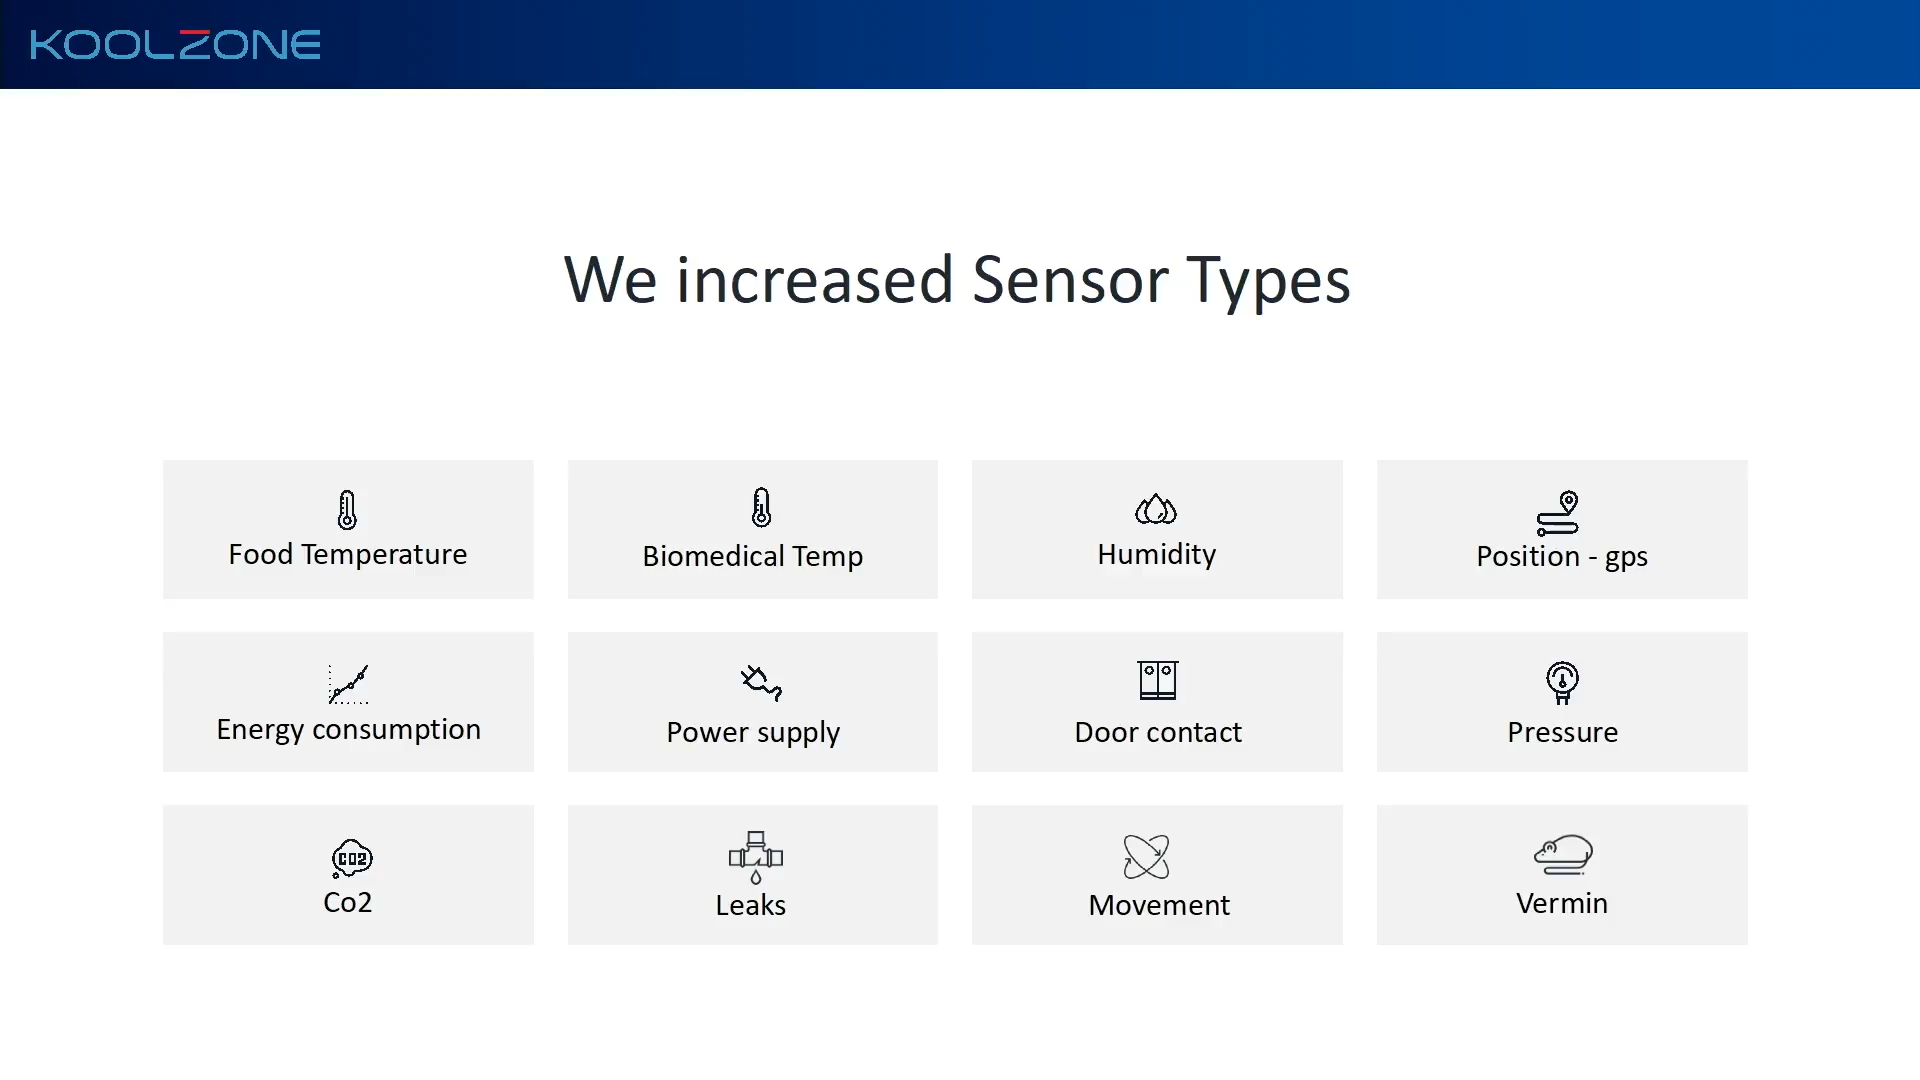 KOOLZONE
We increased Sensor Types
Food Temperature
Biomedical Temp
Humidity
Position - gps
Energy consumption
Power supply
Door contact
Pressure
CO2
Co2
Leaks
Movement
Vermin